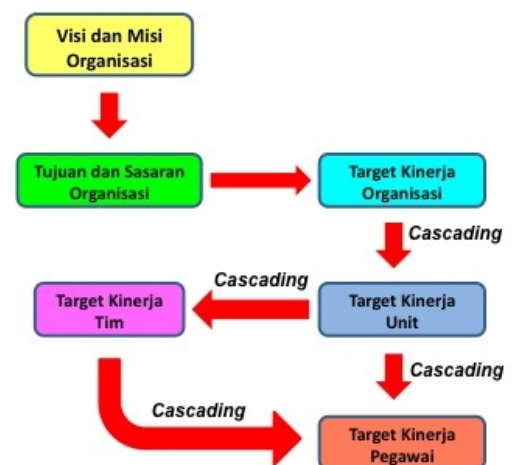 Visi dan Misi
Organisasi
Tujuan dan Sasaran
Organisasi
Target Kinerja
Organisasi
Cascading
Cascading
Target Kinerja
Tim
Target Kinerja
Unit
Cascading
Cascading
Target Kinerja
Pegawai